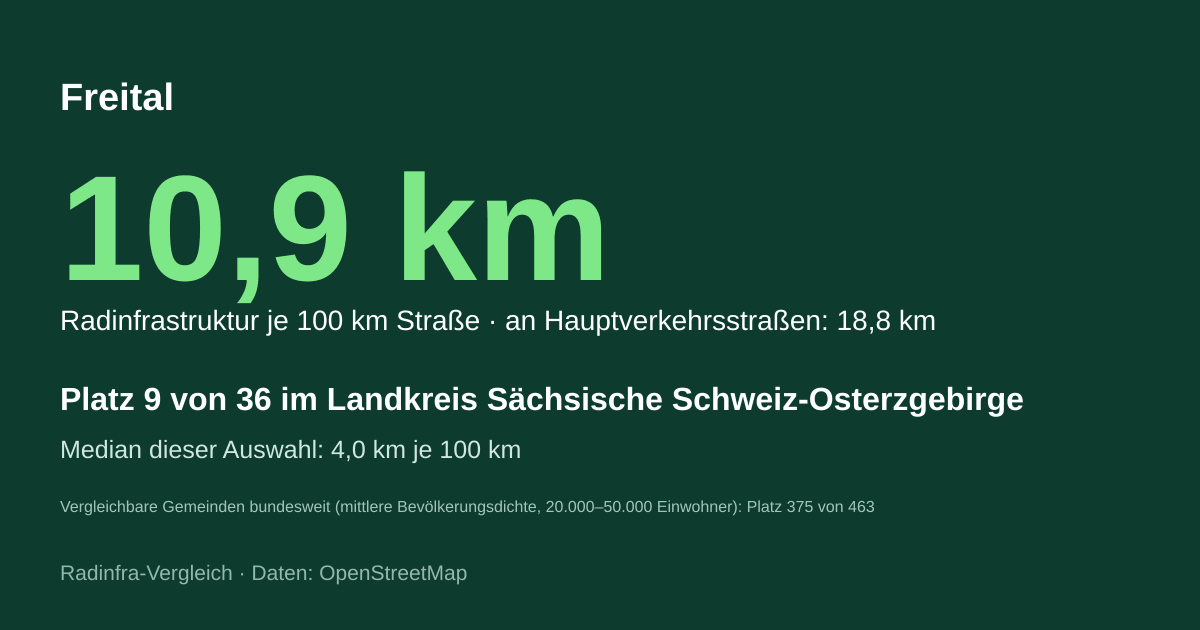 Freital
10,9 km
Radinfrastruktur je 100 km Straße · an Hauptverkehrsstraßen: 18,8 km
Platz 9 von 36 im Landkreis Sächsische Schweiz-Osterzgebirge
Median dieser Auswahl: 4,0 km je 100 km
Vergleichbare Gemeinden bundesweit (mittlere Bevölkerungsdichte, 20.000–50.000 Einwohner): Platz 375 von 463
Radinfra-Vergleich · Daten: OpenStreetMap